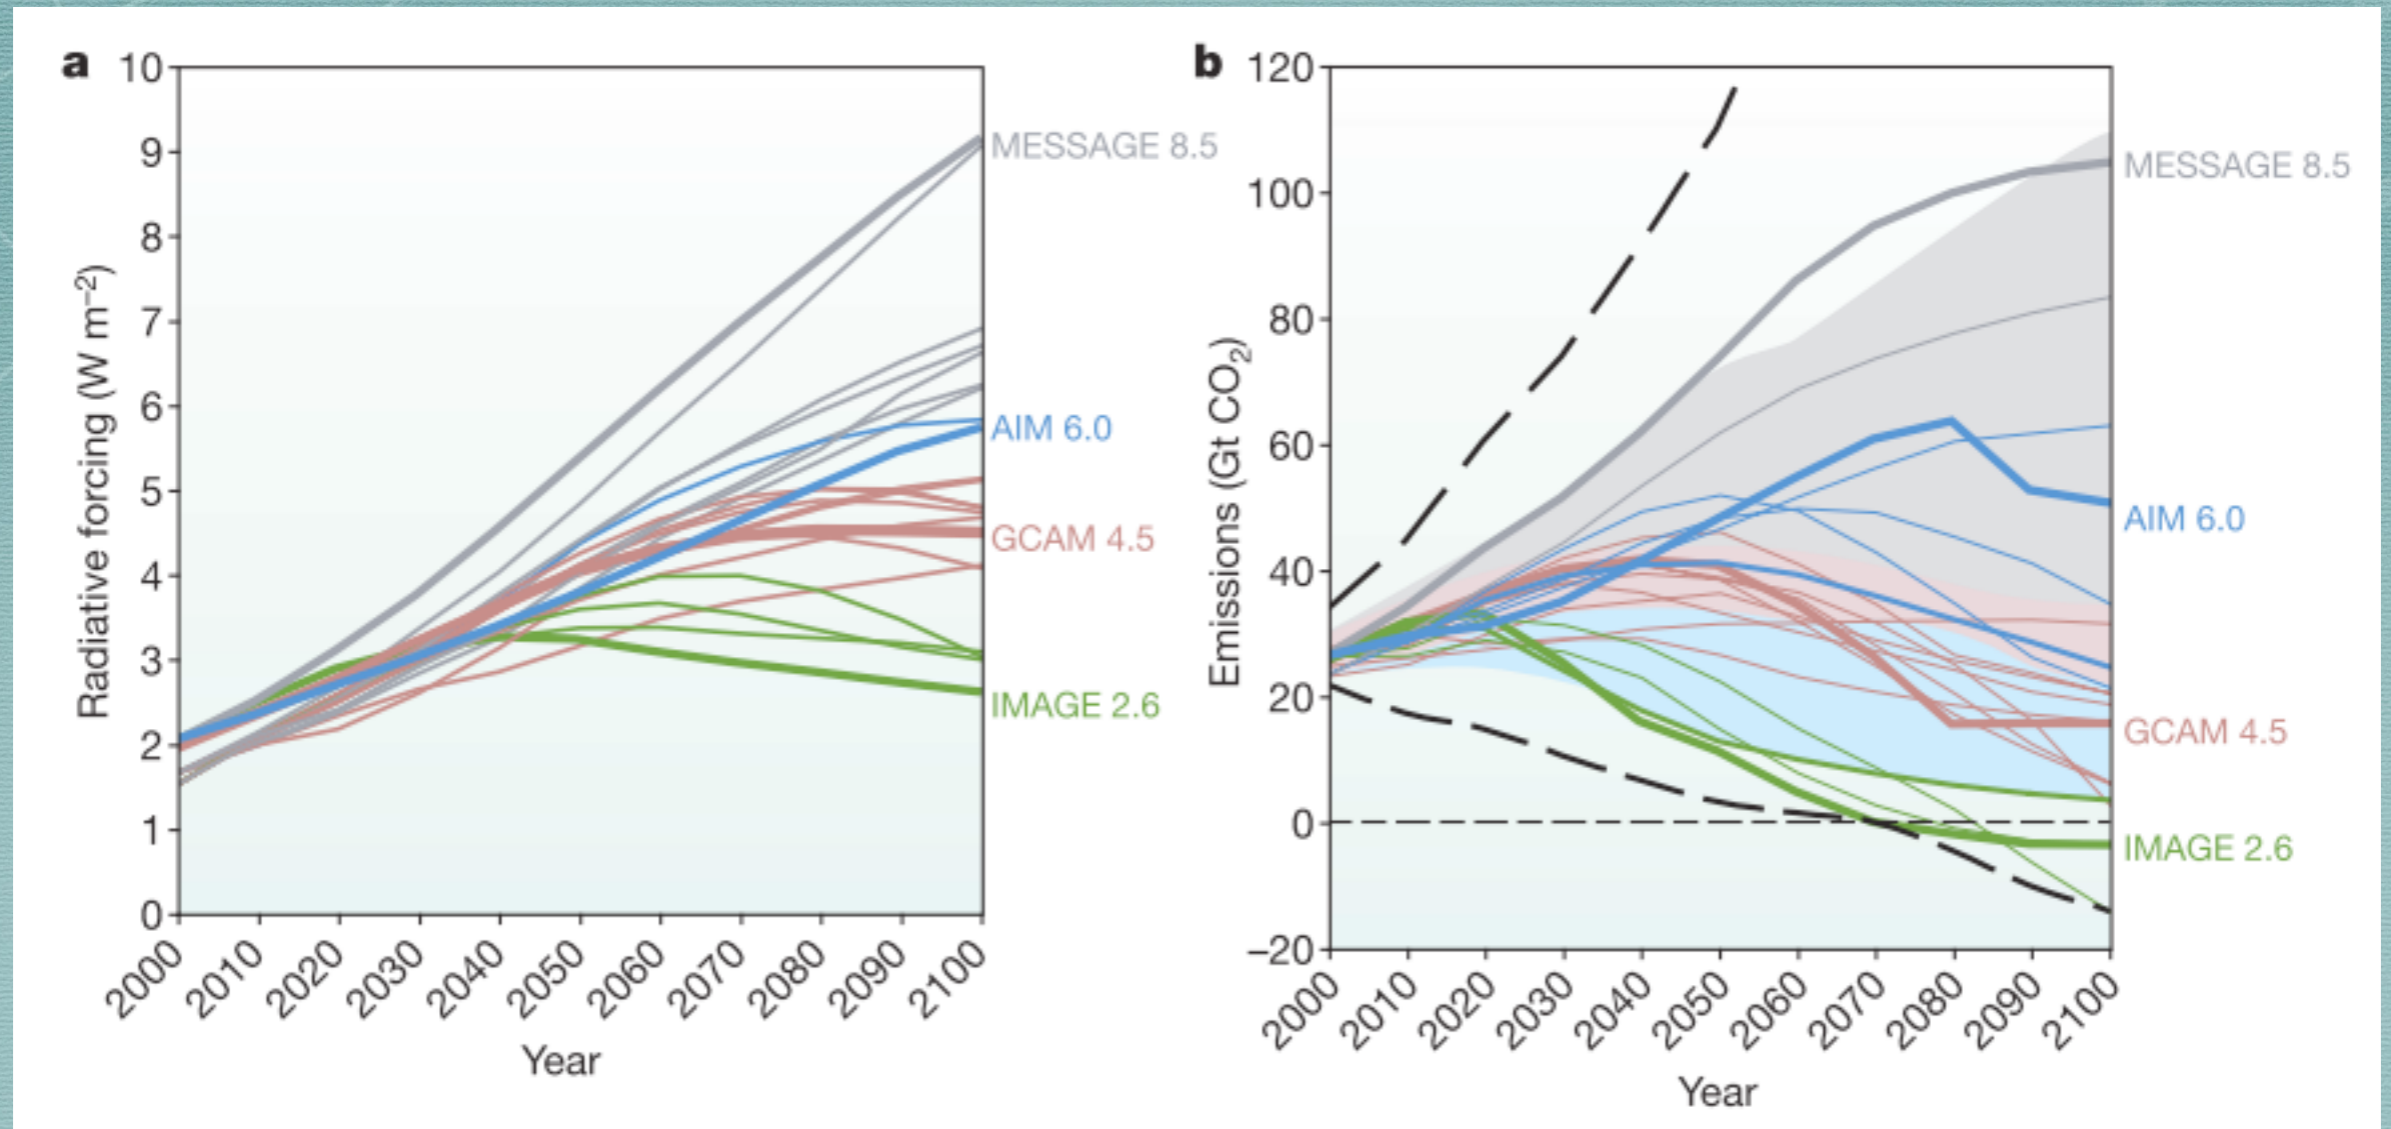 a
Radiative forcing (W m⁻²)
10
9
8
7
6
5
4
3
2
1
0
MESSAGE 8.5
AIM 6.0
GCAM 4.5
IMAGE 2.6
2000 2010 2020 2030 2040 2050 2060 2070 2080 2090 2100
Year
b
Emissions (Gt CO₂)
120
100
80
60
40
20
0
−20
MESSAGE 8.5
AIM 6.0
GCAM 4.5
IMAGE 2.6
2000 2010 2020 2030 2040 2050 2060 2070 2080 2090 2100
Year